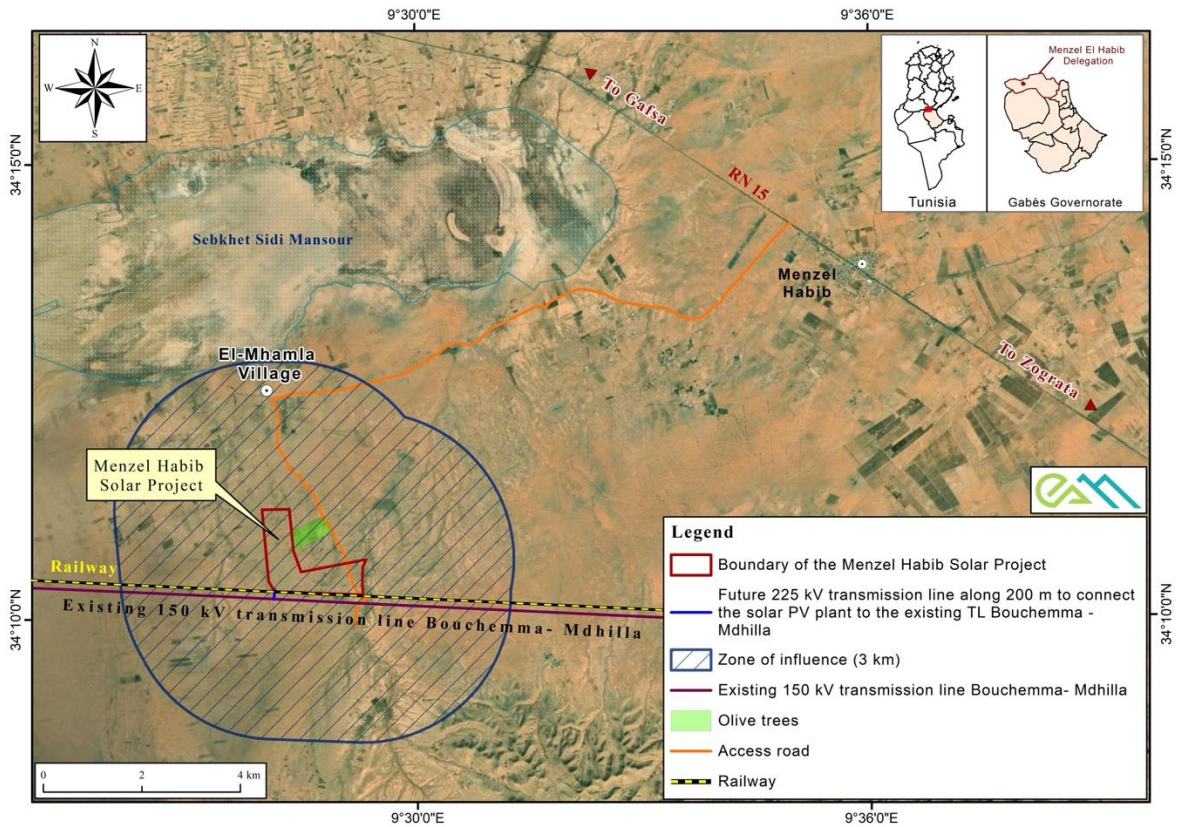 9°30'0"E
9°36'0"E
N
W
E
S
To Gafsa
Menzel El Habib
Delegation
Tunisia
Gabès Governorate
34°15'0"N
34°15'0"N
RN 15
Sebkhet Sidi Mansour
Menzel
Habib
El-Mhamla
Village
To Zograta
Menzel Habib
Solar Project
Railway
Existing 150 kV transmission line Bouchemma- Mdhilla
34°10'0"N
34°10'0"N
Legend
Boundary of the Menzel Habib Solar Project
Future 225 kV transmission line along 200 m to connect
the solar PV plant to the existing TL Bouchemma -
Mdhilla
Zone of influence (3 km)
Existing 150 kV transmission line Bouchemma- Mdhilla
Olive trees
Access road
Railway
0
2
4 km
9°30'0"E
9°36'0"E